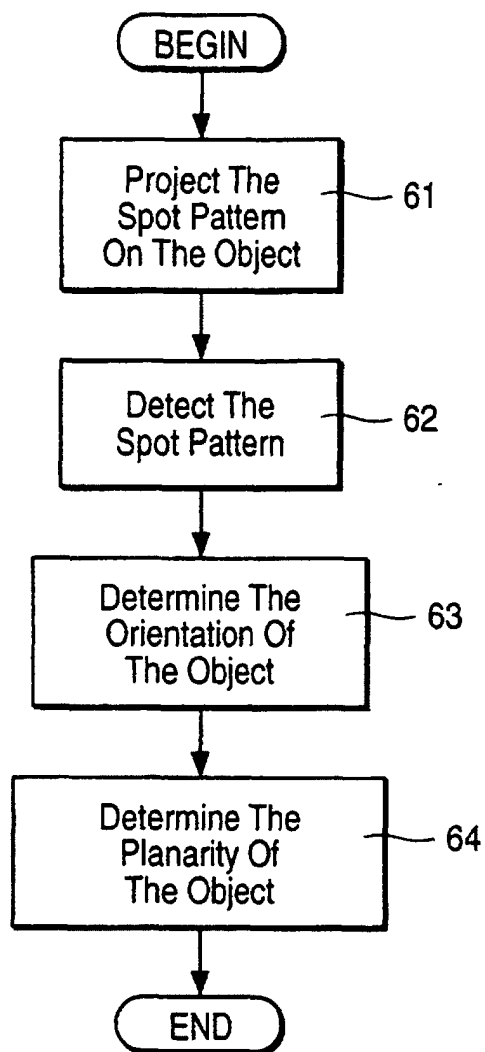 BEGIN
Project The
Spot Pattern
On The Object
61
Detect The
Spot Pattern
62
Determine The
Orientation Of
The Object
63
Determine The
Planarity Of
The Object
64
END